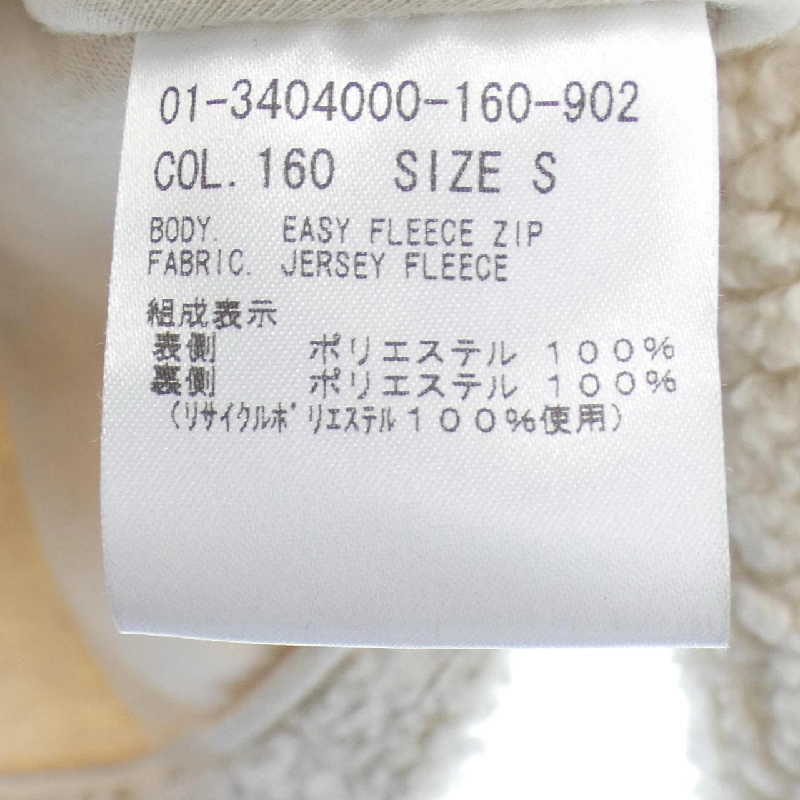 01-3404000-160-902
COL. 160 SIZE S
BODY. EASY FLEECE ZIP
FABRIC. JERSEY FLEECE
組成表示
表側 ポリエステル １００％
裏側 ポリエステル １００％
（ﾘｻｲｸﾙﾎﾟﾘｴｽﾃﾙ１００％使用）